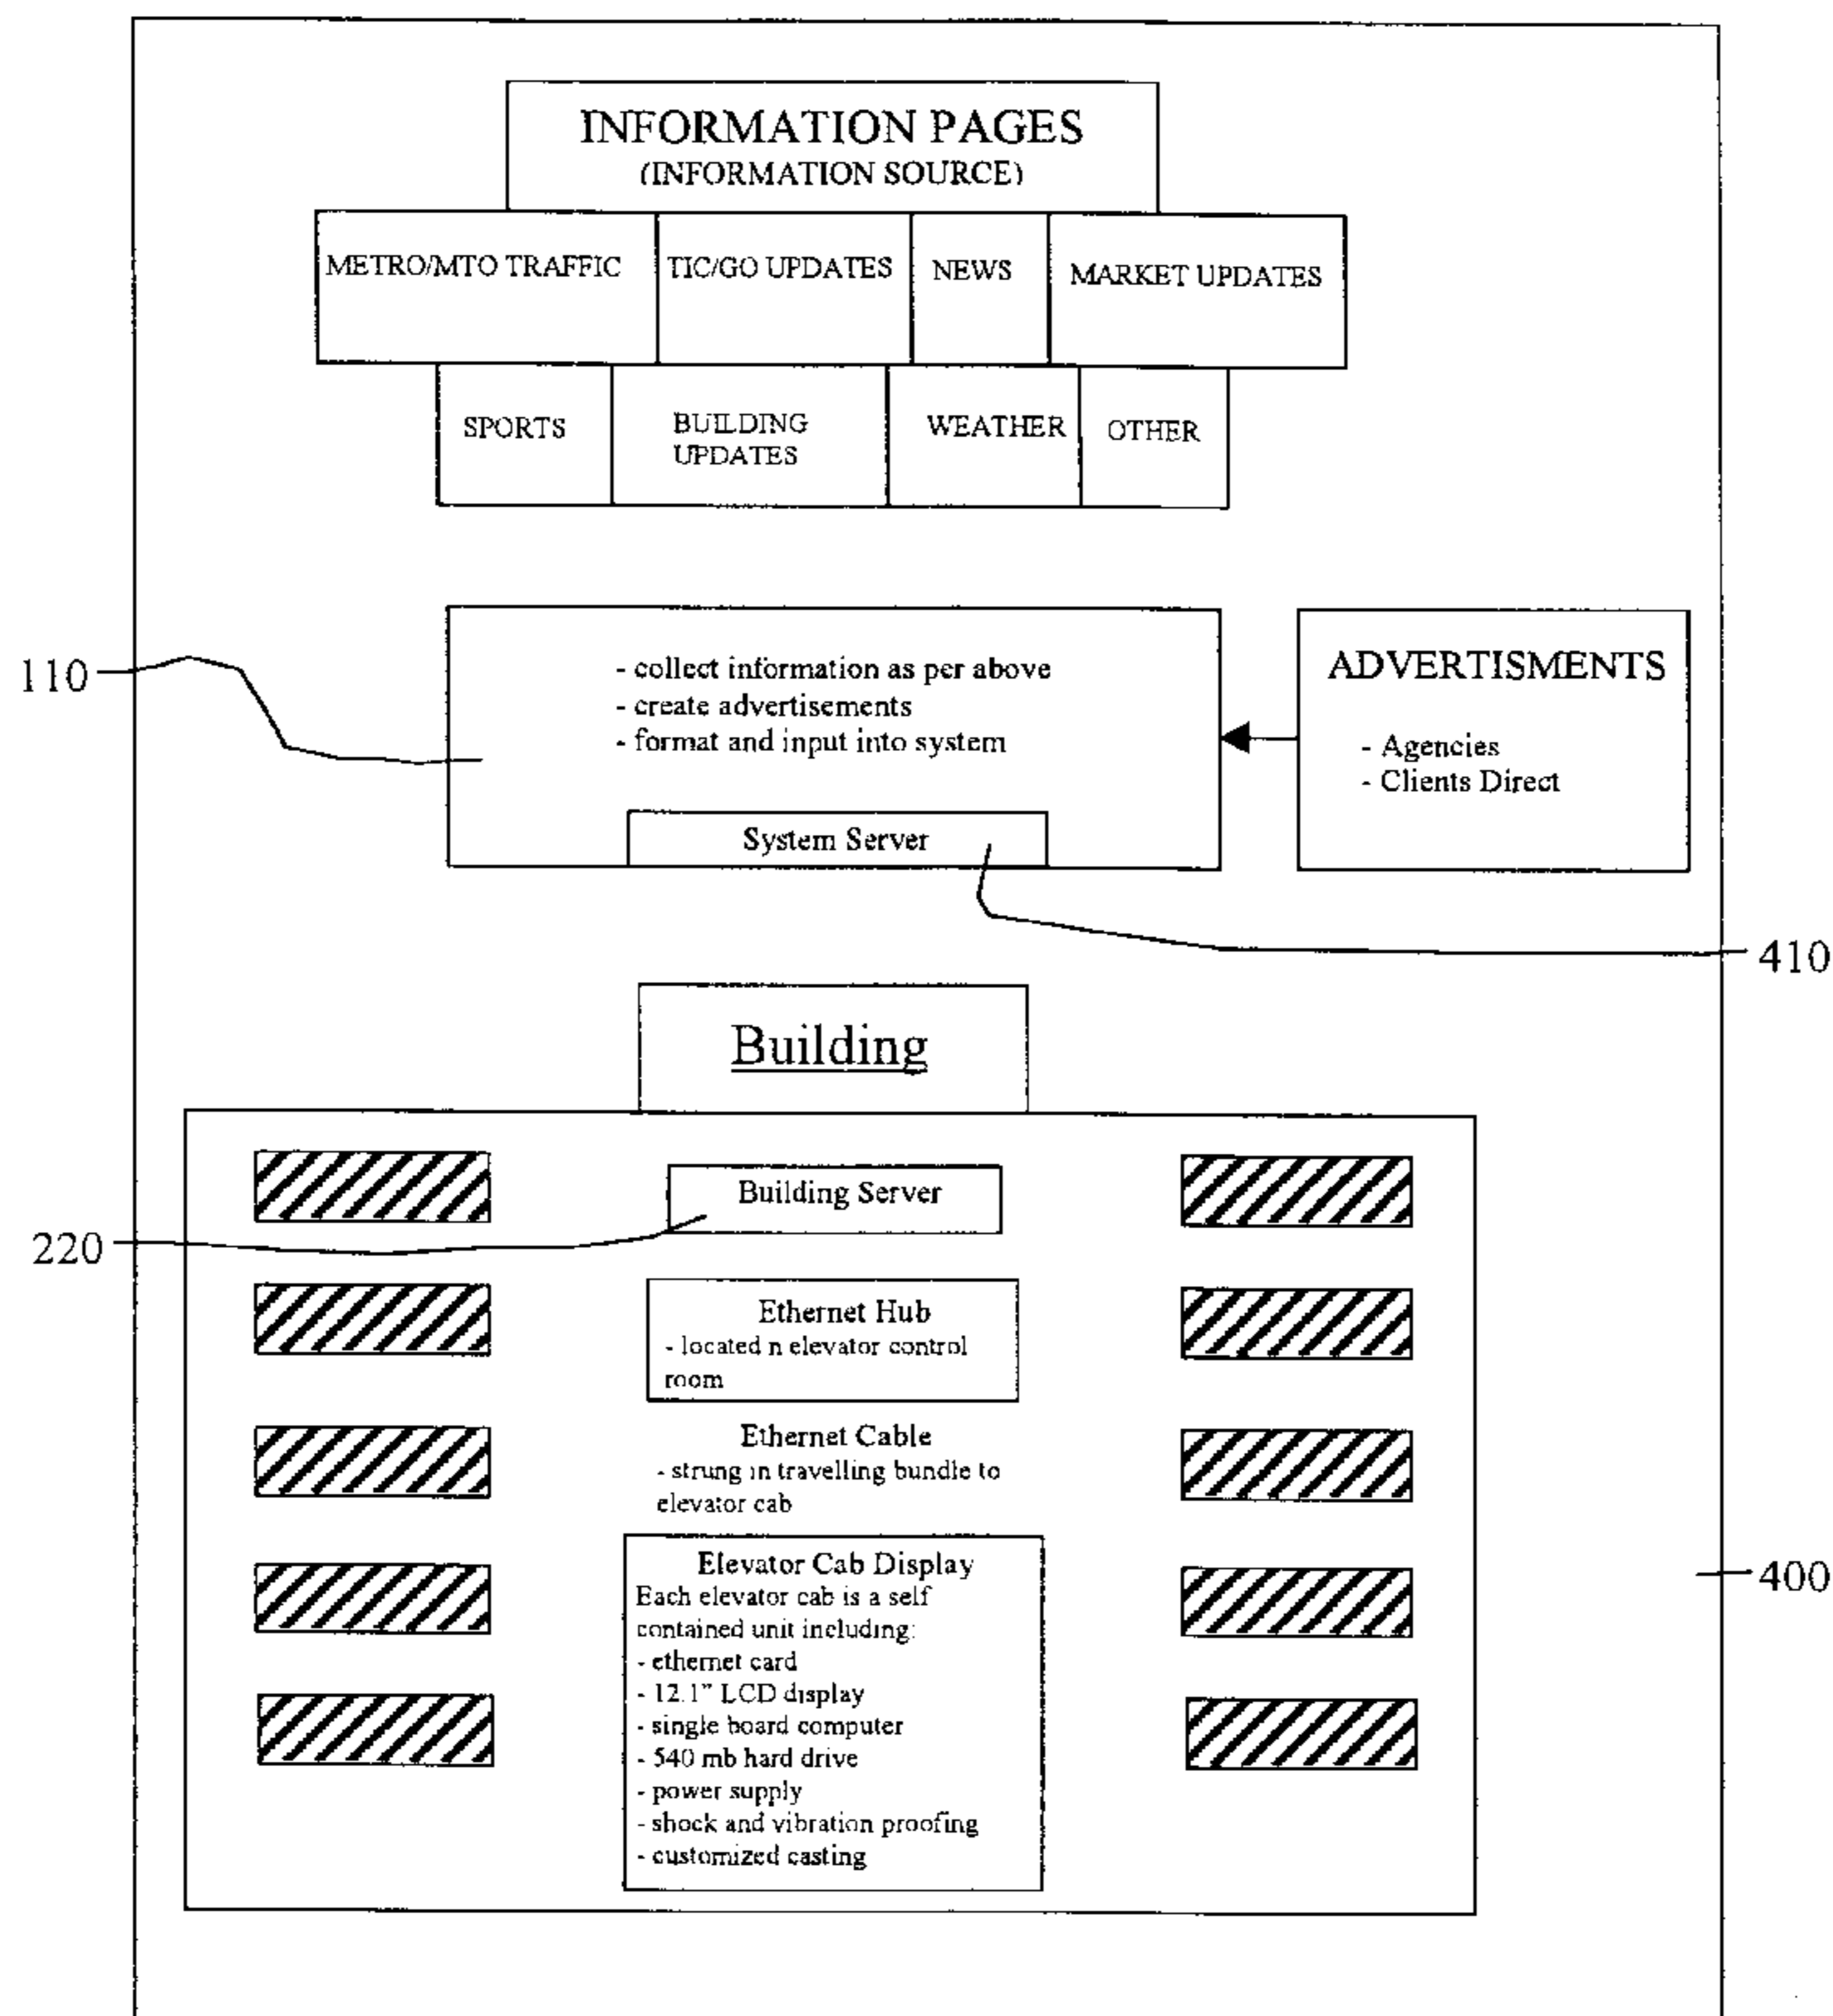 INFORMATION PAGES
(INFORMATION SOURCE)
METRO/MTO TRAFFIC
TIC/GO UPDATES
NEWS
MARKET UPDATES
SPORTS
BUILDING
UPDATES
WEATHER
OTHER
110
- collect information as per above
- create advertisements
- format and input into system
System Server
ADVERTISMENTS
- Agencies
- Clients Direct
410
Building
Building Server
220
Ethernet Hub
- located n elevator control
room
Ethernet Cable
- strung in travelling bundle to
elevator cab
Elevator Cab Display
Each elevator cab is a self
contained unit including:
- ethernet card
- 12.1" LCD display
- single board computer
- 540 mb hard drive
- power supply
- shock and vibration proofing
- customized casting
400